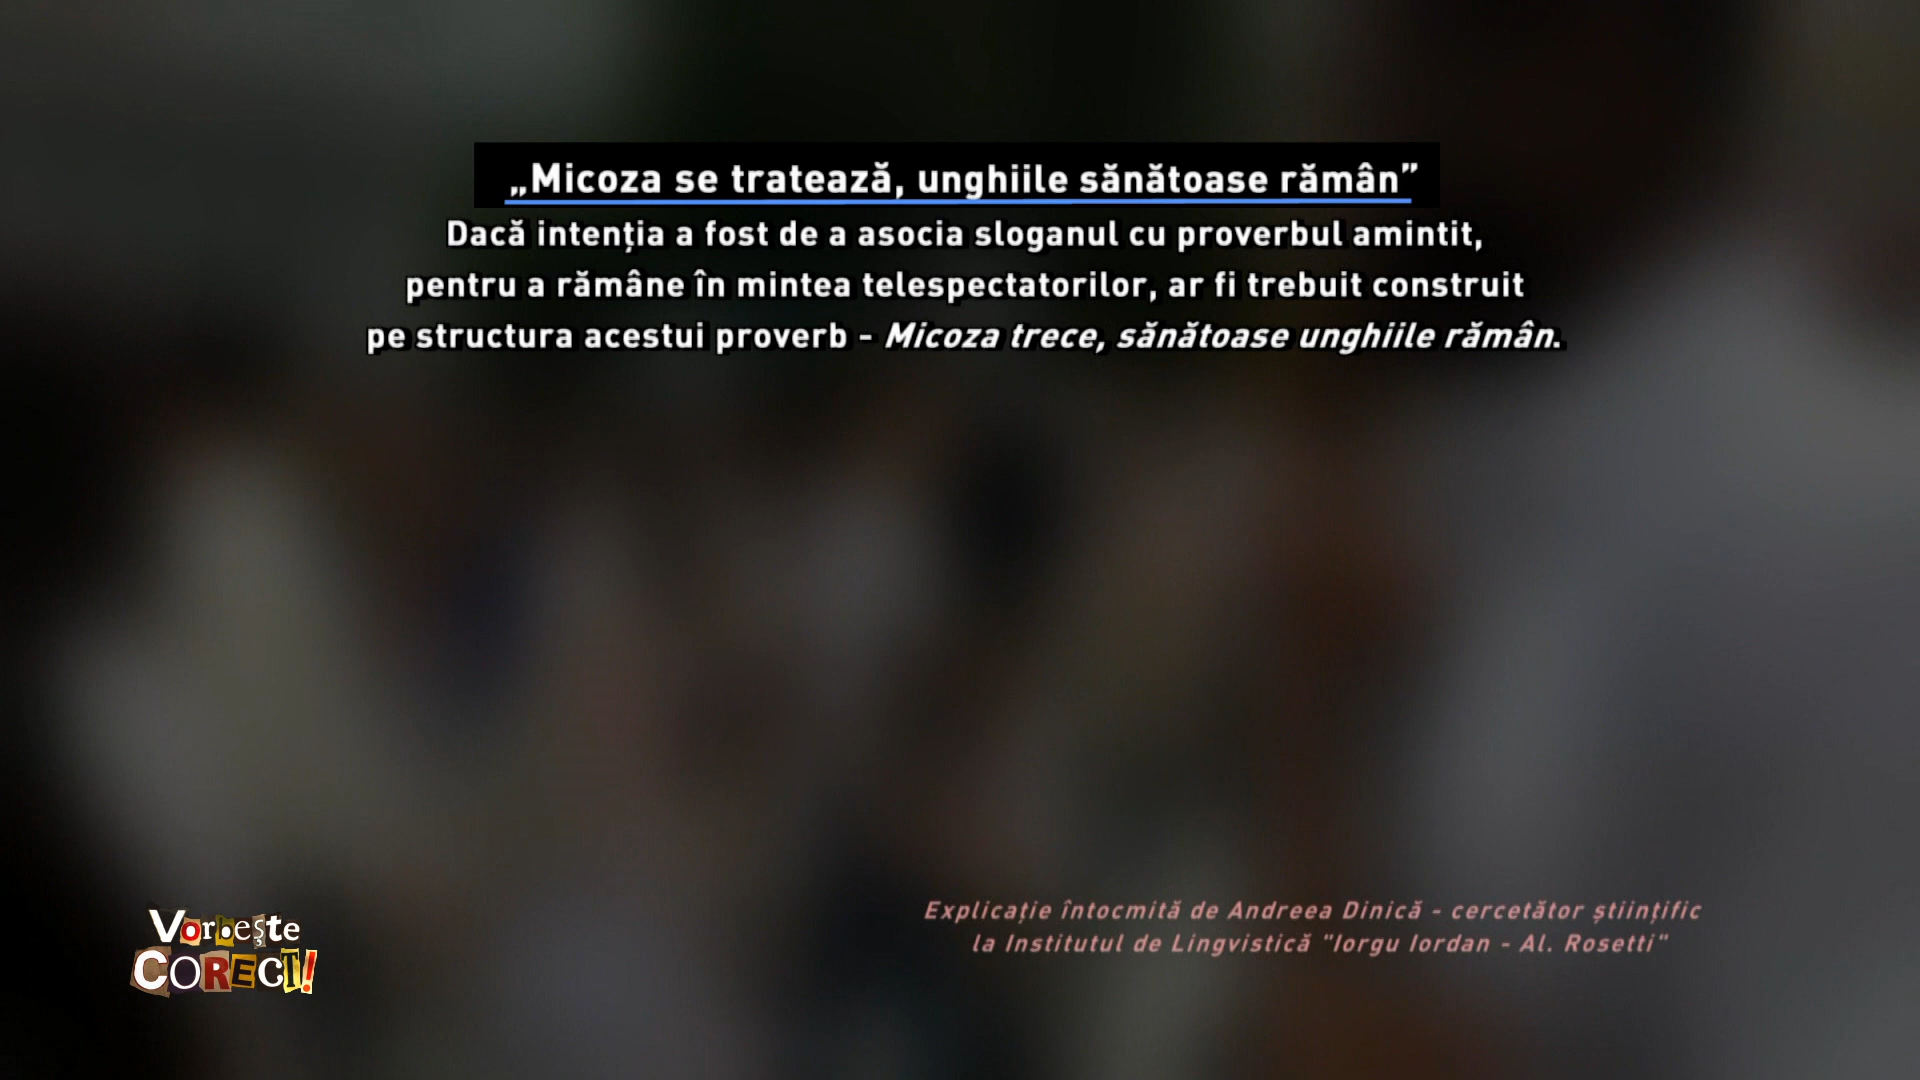 „Micoza se tratează, unghiile sănătoase rămân”
Dacă intenția a fost de a asocia sloganul cu proverbul amintit,
pentru a rămâne în mintea telespectatorilor, ar fi trebuit construit
pe structura acestui proverb - Micoza trece, sănătoase unghiile rămân.
Explicație întocmită de Andreea Dinică - cercetător științific
la Institutul de Lingvistică "Iorgu Iordan - Al. Rosetti"
Vorbește
CORECT!